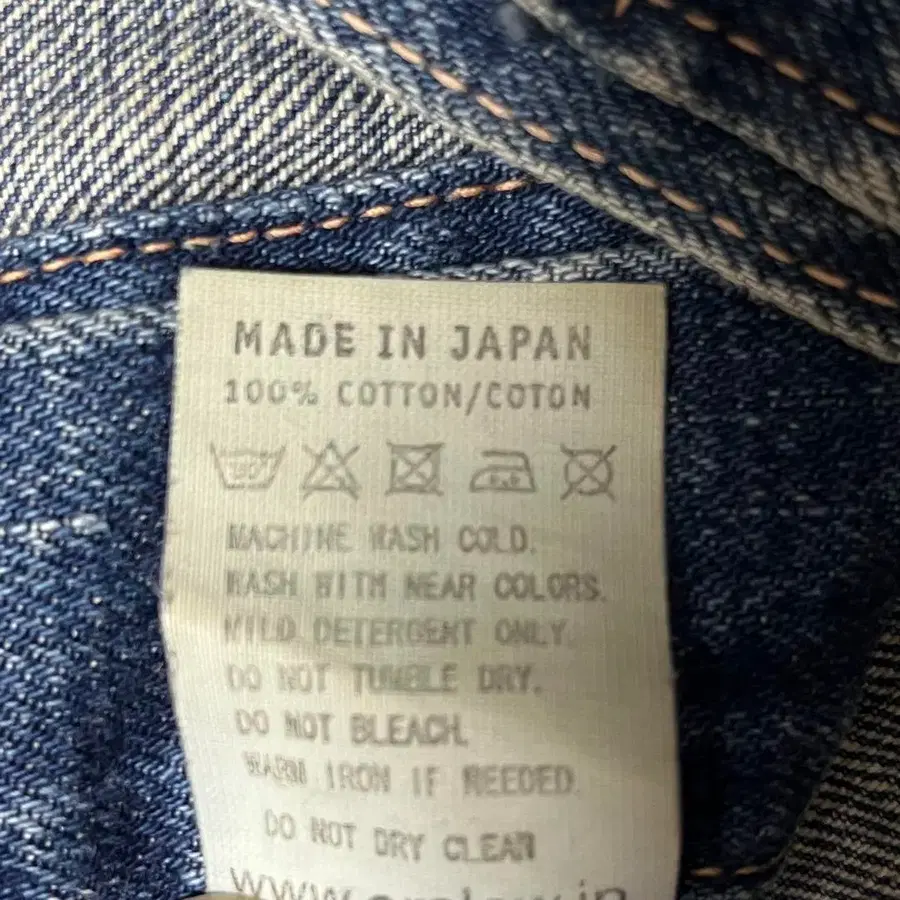 MADE IN JAPAN
100% COTTON/COTON
MACHINE WASH COLD.
WASH WITH NEAR COLORS.
MILD DETERGENT ONLY.
DO NOT TUMBLE DRY.
DO NOT BLEACH.
WARM IRON IF NEEDED.
DO NOT DRY CLEAN